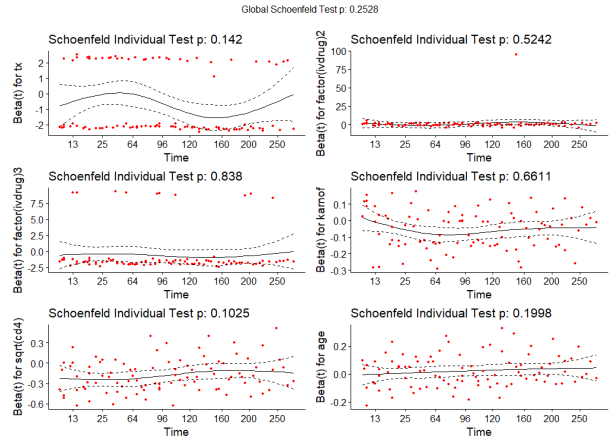 Global Schoenfeld Test p: 0.2528
Schoenfeld Individual Test p: 0.142
Beta(t) for tx
2
1
0
-1
-2
13 25 64 96 120 160 200 250
Time
Schoenfeld Individual Test p: 0.5242
Beta(t) for factor(ivdrug)2
100
75
50
25
0
13 25 64 96 120 160 200 250
Time
Schoenfeld Individual Test p: 0.838
Beta(t) for factor(ivdrug)3
7.5
5.0
2.5
0.0
-2.5
13 25 64 96 120 160 200 250
Time
Schoenfeld Individual Test p: 0.6611
Beta(t) for karnof
0.1
0.0
-0.1
-0.2
-0.3
13 25 64 96 120 160 200 250
Time
Schoenfeld Individual Test p: 0.1025
Beta(t) for sqrt(cd4)
0.3
0.0
-0.3
-0.6
13 25 64 96 120 160 200 250
Time
Schoenfeld Individual Test p: 0.1998
Beta(t) for age
0.2
0.0
-0.2
13 25 64 96 120 160 200 250
Time